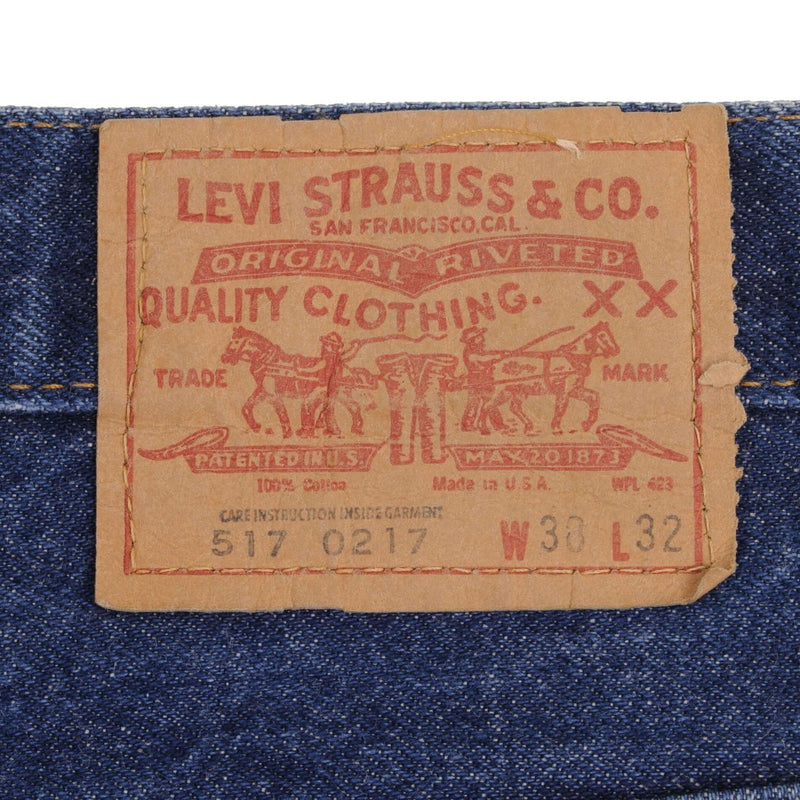 LEVI STRAUSS & CO.
SAN FRANCISCO, CAL.
ORIGINAL RIVETED
QUALITY CLOTHING. XX
TRADE MARK
PATENTED IN U.S. MAY 20 1873
100% Cotton Made in U S A. WPL 423
CARE INSTRUCTION INSIDE GARMENT
517 0217 W 38 L 32